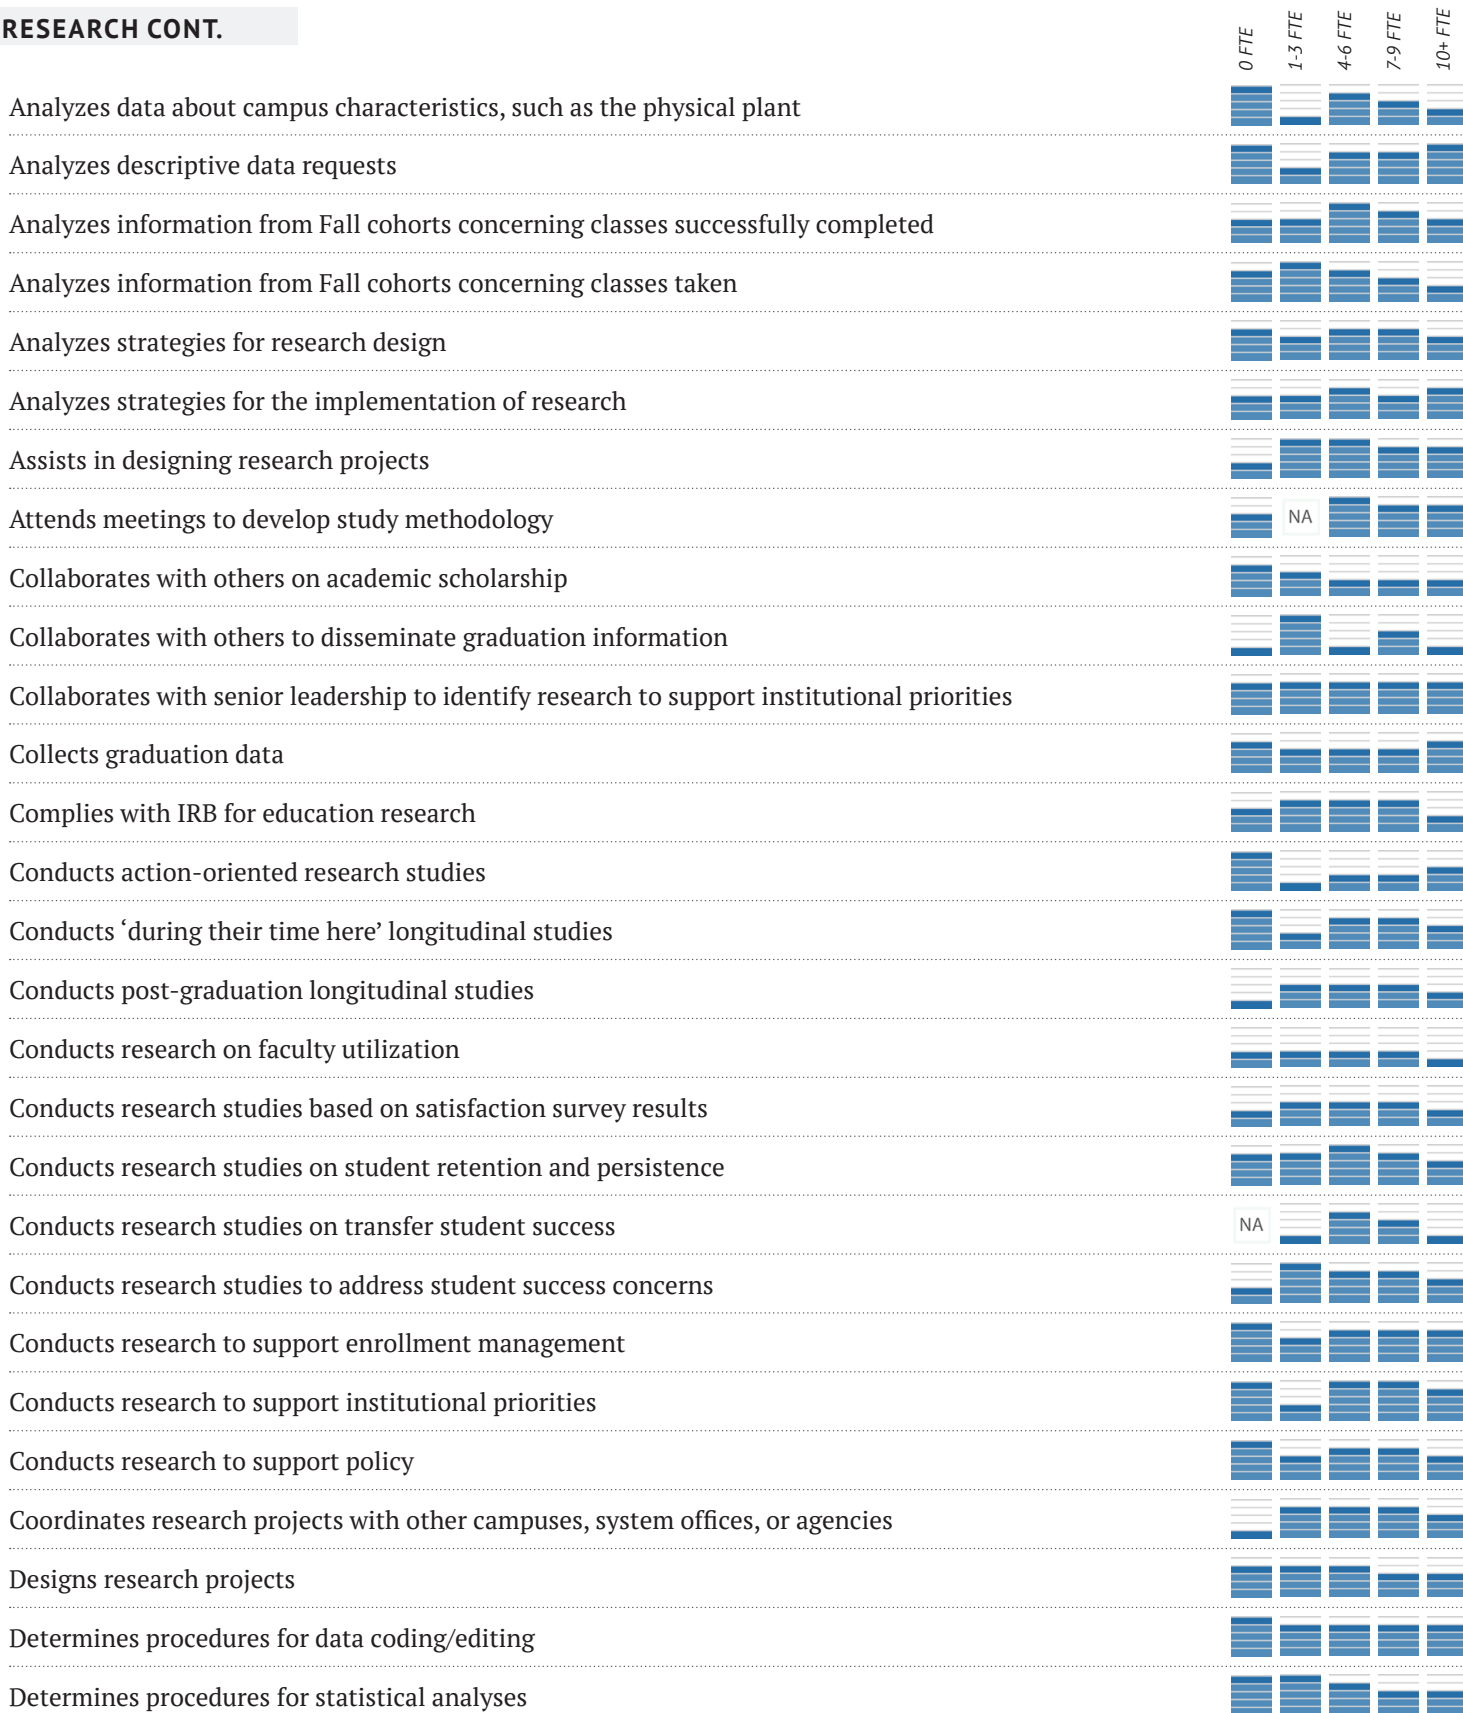 RESEARCH CONT.
0 FTE
1-3 FTE
4-6 FTE
7-9 FTE
10+ FTE
Analyzes data about campus characteristics, such as the physical plant
Analyzes descriptive data requests
Analyzes information from Fall cohorts concerning classes successfully completed
Analyzes information from Fall cohorts concerning classes taken
Analyzes strategies for research design
Analyzes strategies for the implementation of research
Assists in designing research projects
Attends meetings to develop study methodology NA
Collaborates with others on academic scholarship
Collaborates with others to disseminate graduation information
Collaborates with senior leadership to identify research to support institutional priorities
Collects graduation data
Complies with IRB for education research
Conducts action-oriented research studies
Conducts ‘during their time here’ longitudinal studies
Conducts post-graduation longitudinal studies
Conducts research on faculty utilization
Conducts research studies based on satisfaction survey results
Conducts research studies on student retention and persistence
Conducts research studies on transfer student success NA
Conducts research studies to address student success concerns
Conducts research to support enrollment management
Conducts research to support institutional priorities
Conducts research to support policy
Coordinates research projects with other campuses, system offices, or agencies
Designs research projects
Determines procedures for data coding/editing
Determines procedures for statistical analyses